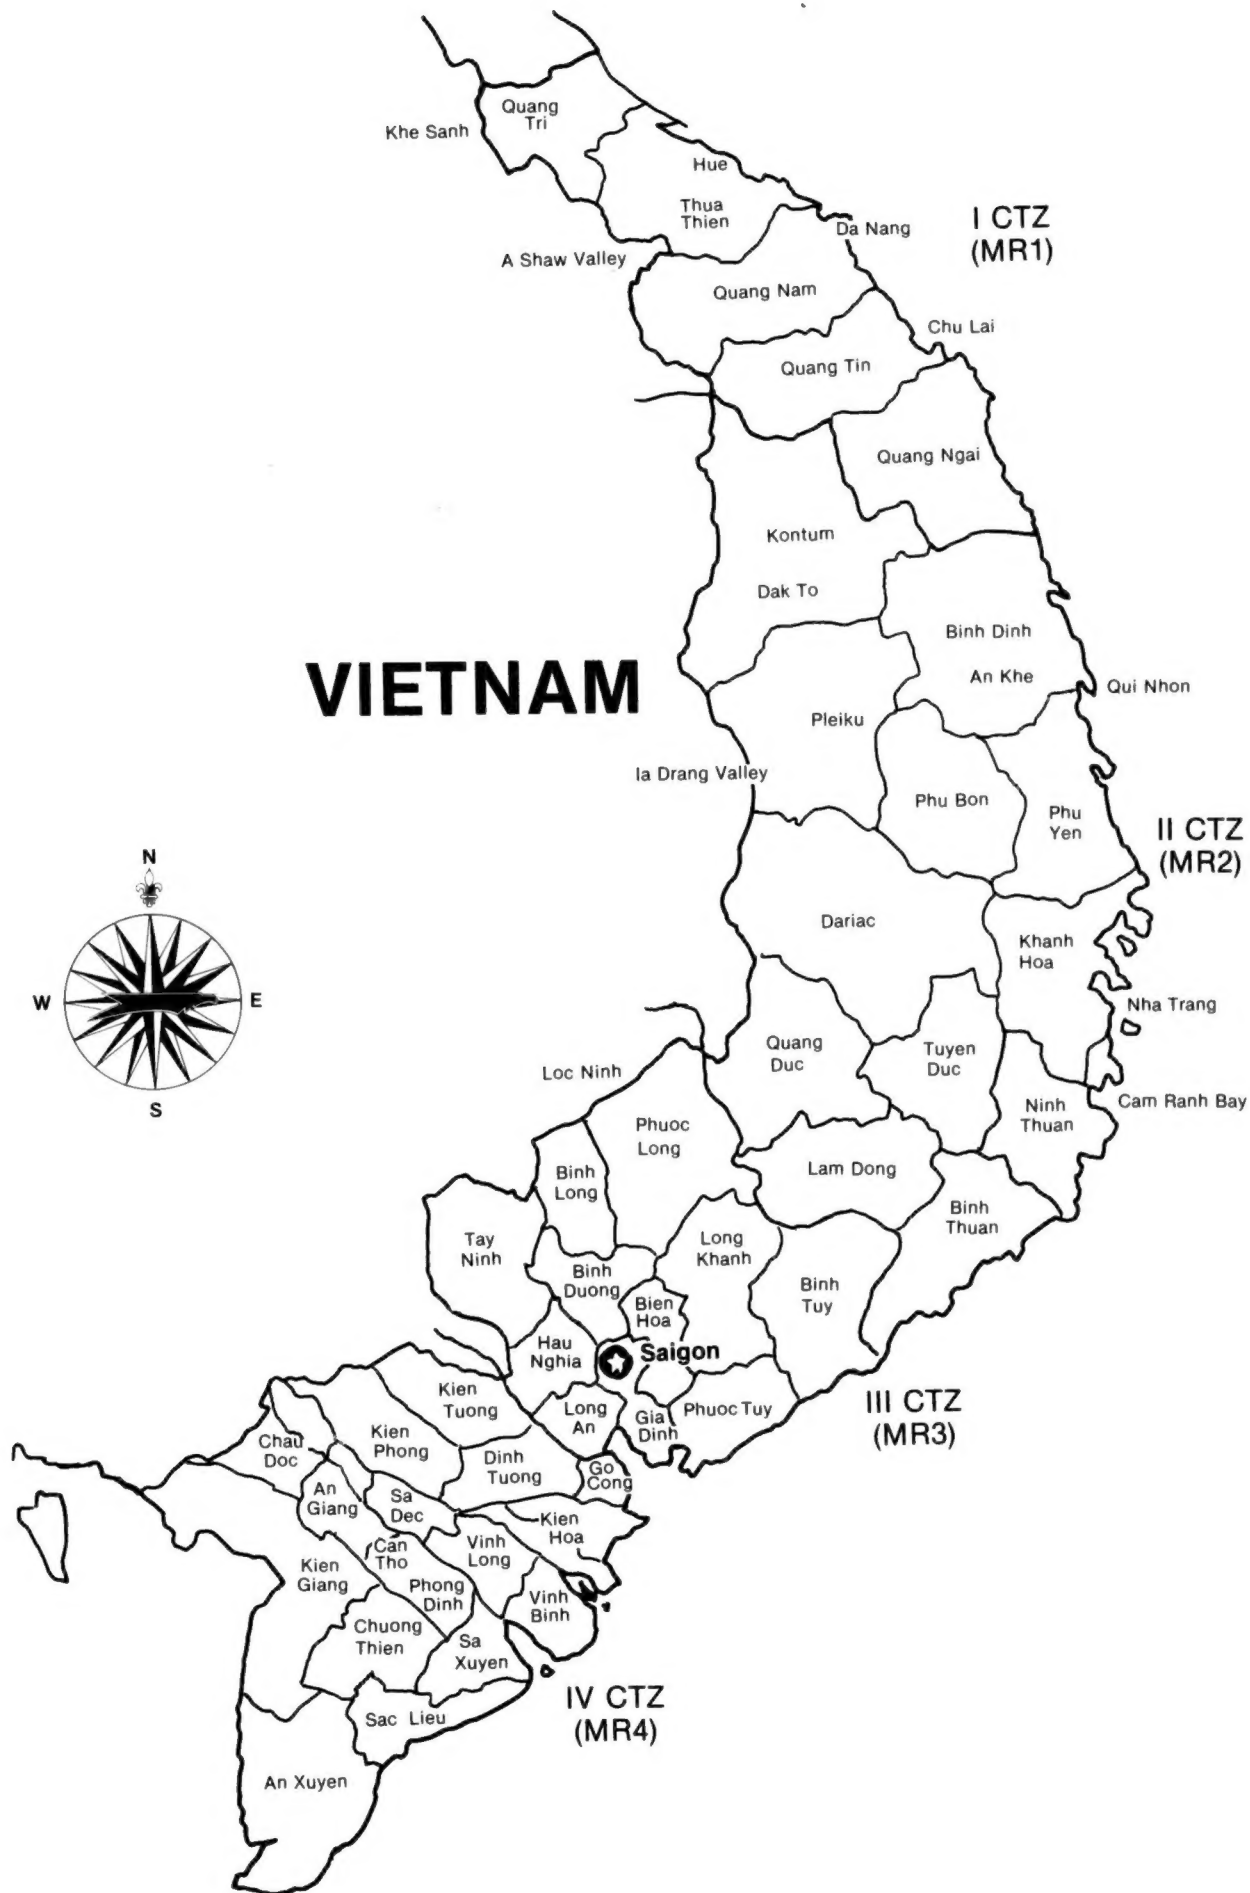 Quang
Tri
Khe Sanh
Hue
Thua
Thien
I CTZ
(MR1)
Da Nang
A Shaw Valley
Quang Nam
Chu Lai
Quang Tin
Quang Ngai
Kontum
Dak To
Binh Dinh
VIETNAM
An Khe
Qui Nhon
Pleiku
Ia Drang Valley
Phu Bon
Phu
Yen
II CTZ
(MR2)
N
W
E
S
Dariac
Khanh
Hoa
Nha Trang
Quang
Duc
Tuyen
Duc
Loc Ninh
Cam Ranh Bay
Ninh
Thuan
Phuoc
Long
Binh
Long
Lam Dong
Binh
Thuan
Tay
Ninh
Long
Khanh
Binh
Duong
Binh
Tuy
Bien
Hoa
Hau
Nghia
Saigon
Kien
Tuong
Long
An
Gia
Dinh
Phuoc Tuy
III CTZ
(MR3)
Chau
Doc
Kien
Phong
Dinh
Tuong
Go
Cong
An
Giang
Sa
Dec
Kien
Hoa
Can
Tho
Vinh
Long
Kien
Giang
Phong
Dinh
Vinh
Binh
Chuong
Thien
Sa
Xuyen
IV CTZ
(MR4)
Sac Lieu
An Xuyen